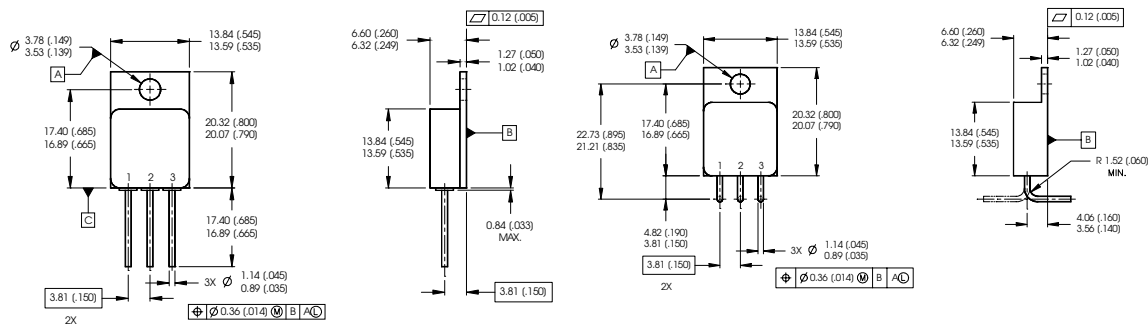 0.12 (.005)
13.84 (.545)
13.59 (.535)
6.60 (.260)
6.32 (.249)
Ø 3.78 (.149)
3.53 (.139)
1.27 (.050)
1.02 (.040)
A
17.40 (.685)
16.89 (.665)
20.32 (.800)
20.07 (.790)
13.84 (.545)
13.59 (.535)
B
1 2 3
C
17.40 (.685)
16.89 (.665)
0.84 (.033)
MAX.
3X Ø 1.14 (.045)
0.89 (.035)
3.81 (.150)
2X
Ø 0.36 (.014) Ⓜ B A Ⓛ
3.81 (.150)
0.12 (.005)
13.84 (.545)
13.59 (.535)
6.60 (.260)
6.32 (.249)
Ø 3.78 (.149)
3.53 (.139)
1.27 (.050)
1.02 (.040)
A
22.73 (.895)
21.21 (.835)
17.40 (.685)
16.89 (.665)
20.32 (.800)
20.07 (.790)
13.84 (.545)
13.59 (.535)
B
R 1.52 (.060)
MIN.
1 2 3
4.82 (.190)
3.81 (.150)
4.06 (.160)
3.56 (.140)
3X Ø 1.14 (.045)
0.89 (.035)
3.81 (.150)
2X
Ø 0.36 (.014) Ⓜ B A Ⓛ